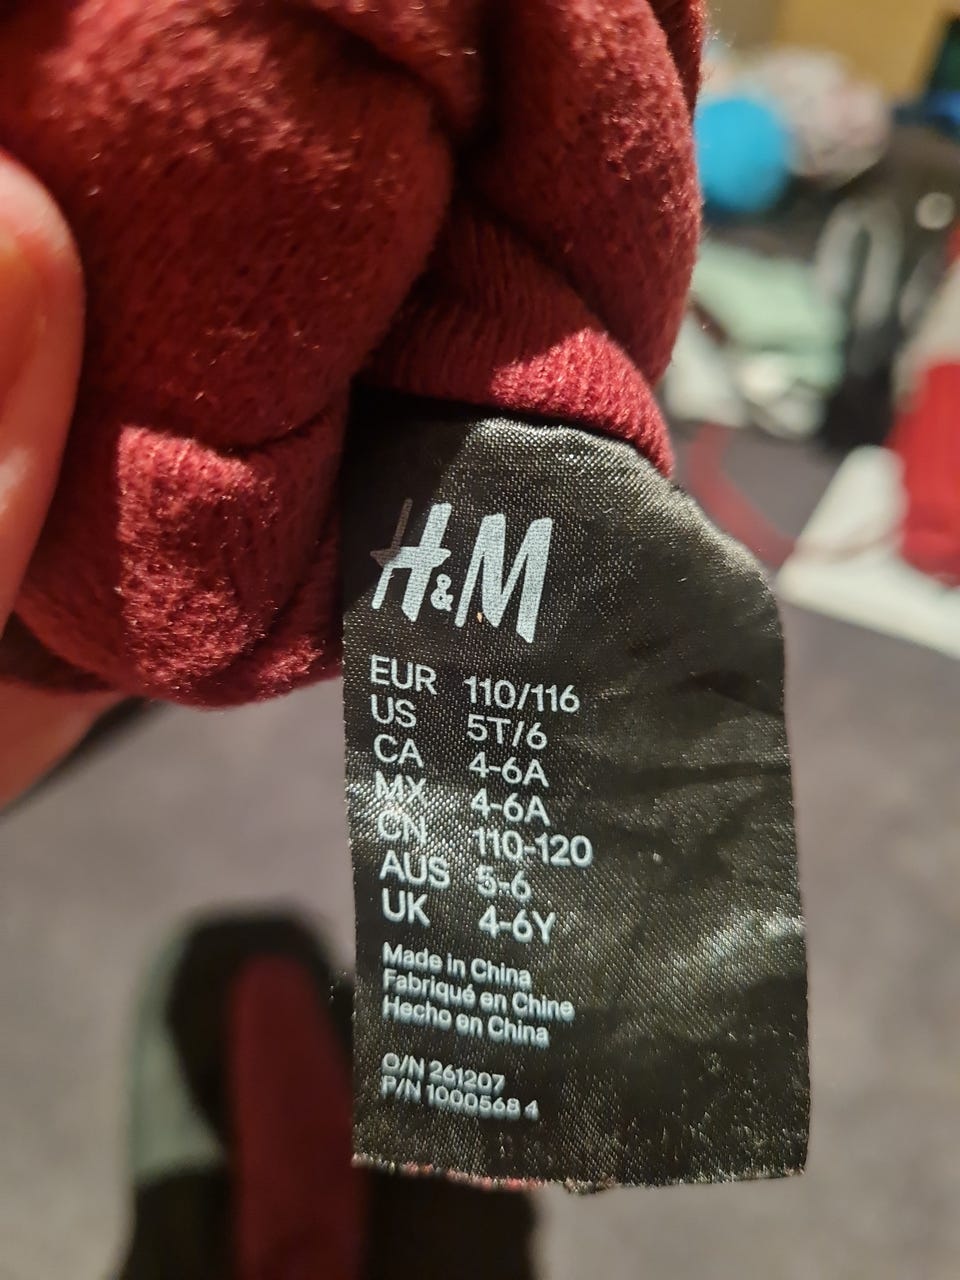 H&M
EUR 110/116
US 5T/6
CA 4-6A
MX 4-6A
CN 110-120
AUS 5-6
UK 4-6Y
Made in China
Fabriqué en Chine
Hecho en China
O/N 261207
P/N 1000568 4